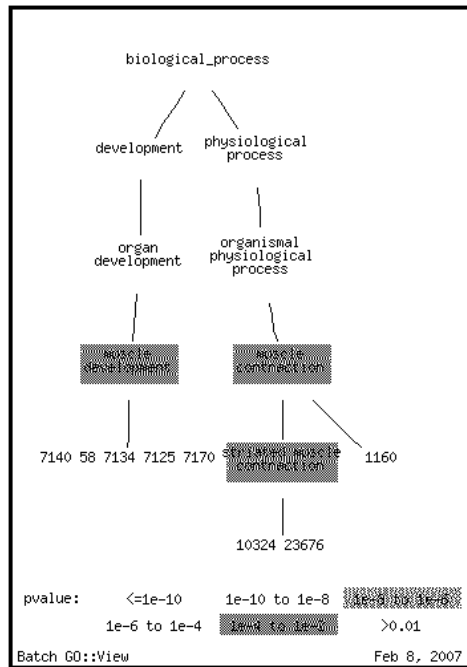 biological_process
development
physiological
process
organ
development
organismal
physiological
process
muscle
development
muscle
contraction
7140 58 7134 7125 7170
striated muscle
contraction
1160
10324 23676
pvalue: <=1e-10 1e-10 to 1e-8 1e-8 to 1e-6
1e-6 to 1e-4 1e-4 to 1e-2 >0.01
Batch GO::View Feb 8, 2007